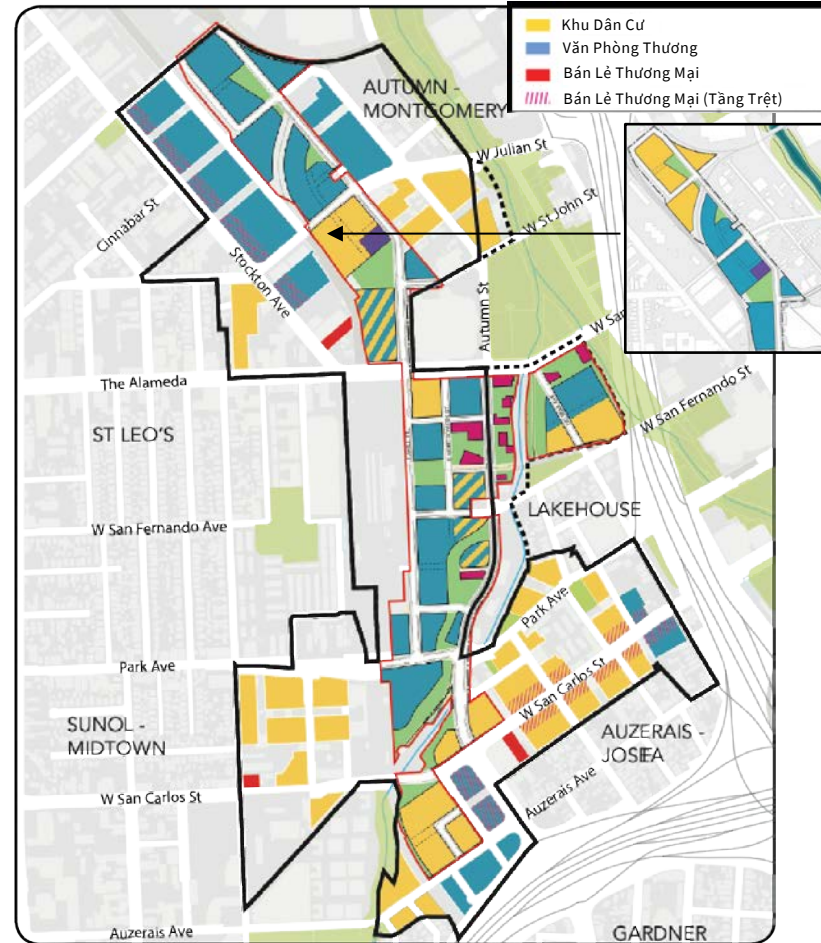 Khu Dân Cư
Văn Phòng Thương
Bán Lẻ Thương Mại
Bán Lẻ Thương Mại (Tầng Trệt)
AUTUMN -
MONTGOMERY
W Julian St
W St John St
Cinnabar St
Stockton Ave
Autumn St
W San
The Alameda
W San Fernando St
ST LEO'S
LAKEHOUSE
W San Fernando Ave
Park Ave
Park Ave
W San Carlos St
SUNOL -
MIDTOWN
AUZERAIS -
JOSEFA
W San Carlos St
Auzerais Ave
Auzerais Ave
GARDNER